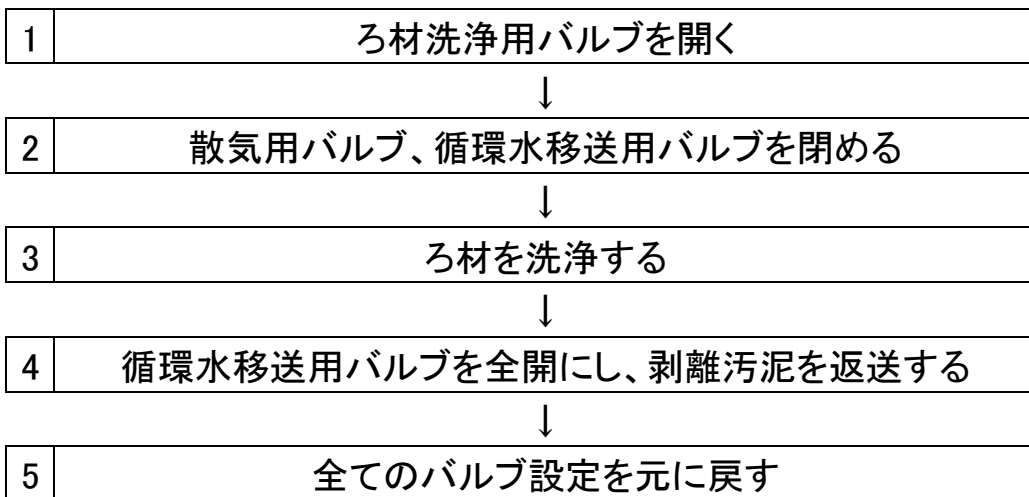 1 ろ材洗浄用バルブを開く
↓
2 散気用バルブ、循環水移送用バルブを閉める
↓
3 ろ材を洗浄する
↓
4 循環水移送用バルブを全開にし、剥離汚泥を返送する
↓
5 全てのバルブ設定を元に戻す